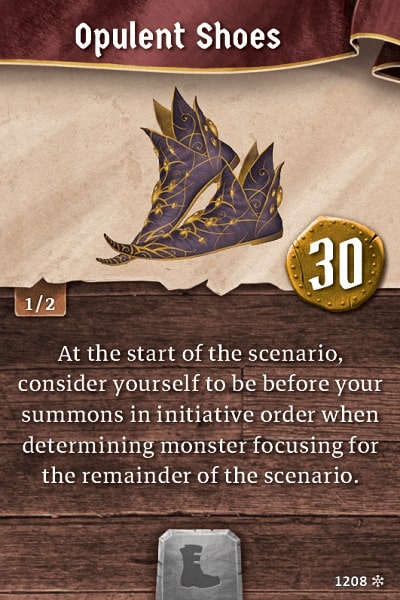 Opulent Shoes
30
1/2
At the start of the scenario,
consider yourself to be before your
summons in initiative order when
determining monster focusing for
the remainder of the scenario.
1208